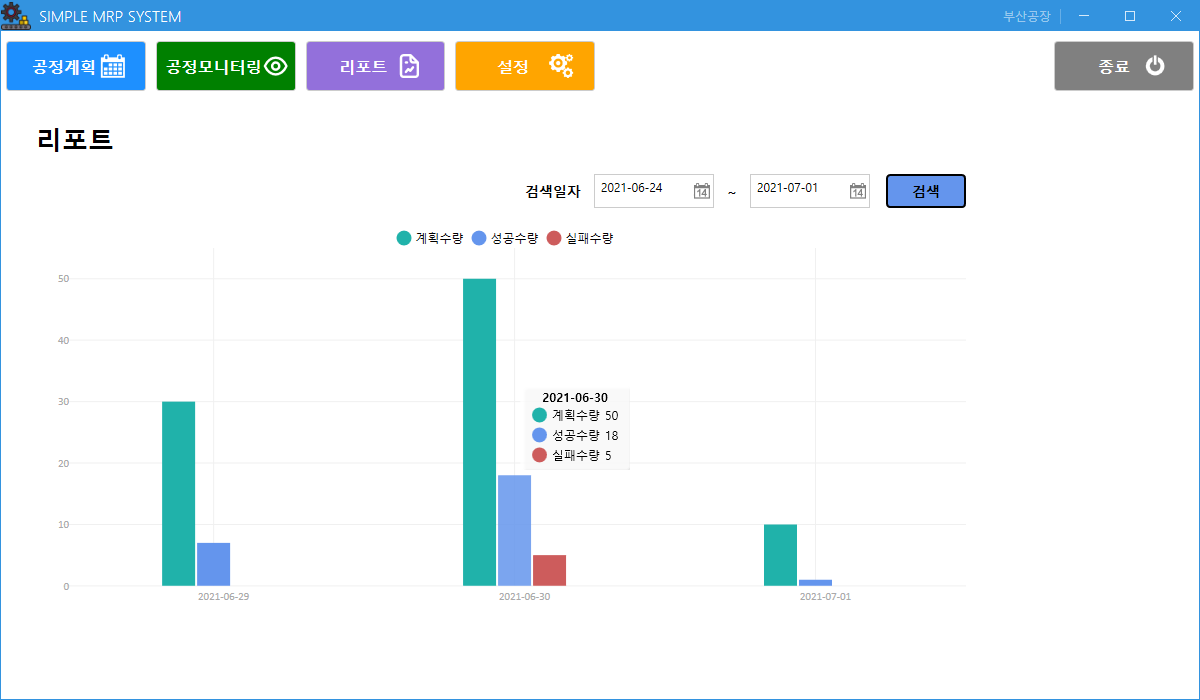 SIMPLE MRP SYSTEM 부산공장
공정계획 공정모니터링 리포트 설정 종료
리포트
검색일자 2021-06-24 14 ~ 2021-07-01 14 검색
계획수량 성공수량 실패수량
50
40
30
20
10
0
2021-06-30
계획수량 50
성공수량 18
실패수량 5
2021-06-29 2021-06-30 2021-07-01